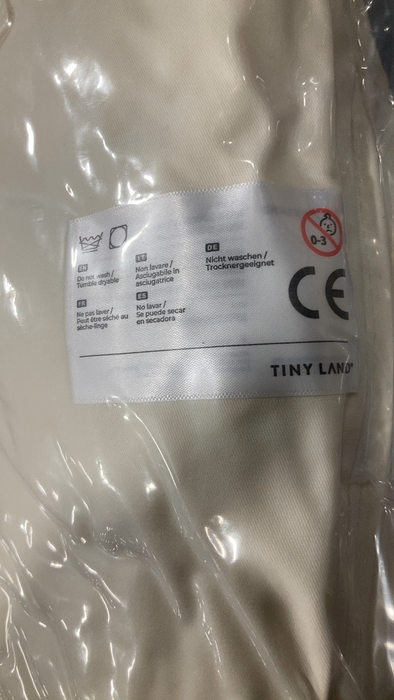 0-3
EN
Do not wash /
Tumble dryable
IT
Non lavare /
Asciugabile in
asciugatrice
DE
Nicht waschen /
Trocknergeeignet
FR
Ne pas laver /
Peut être séché au
sèche-linge
ES
No lavar /
Se puede secar
en secadora
CE
TINY LAND